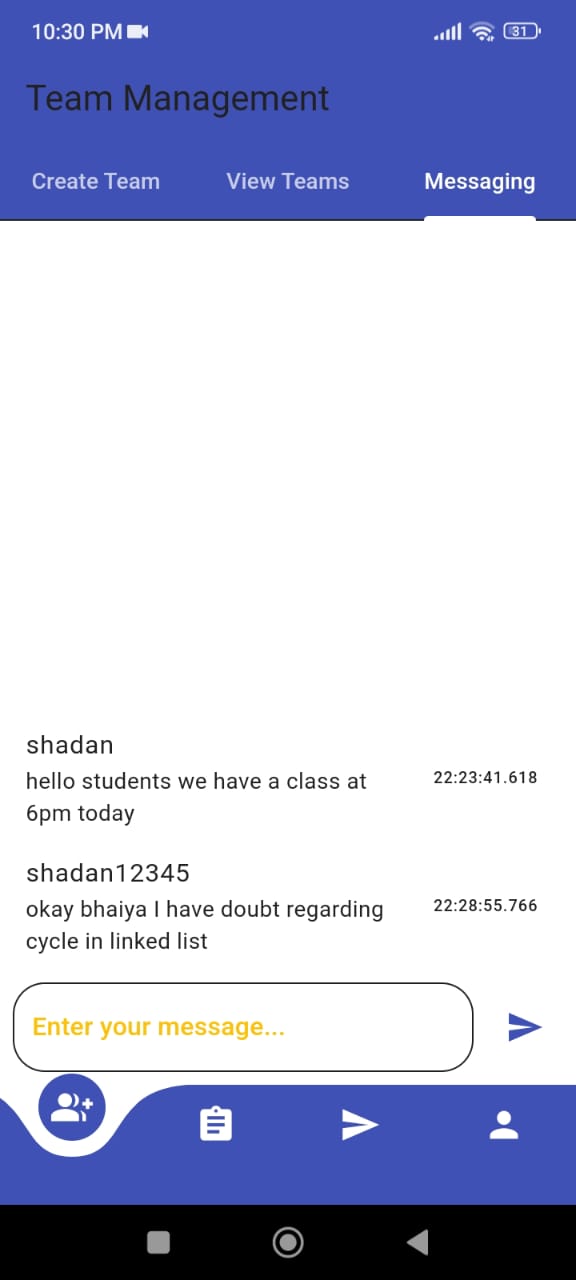 10:30 PM
31
Team Management
Create Team View Teams Messaging
shadan
hello students we have a class at 22:23:41.618
6pm today
shadan12345
okay bhaiya I have doubt regarding 22:28:55.766
cycle in linked list
Enter your message...